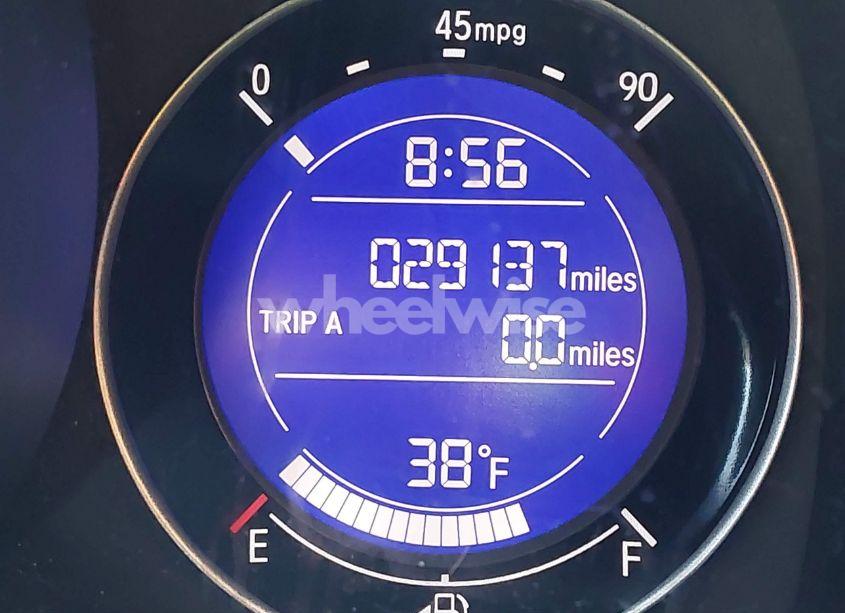 45mpg
0 90
8:56
029137miles
wheelwise
TRIP A 0.0miles
38°F
E F